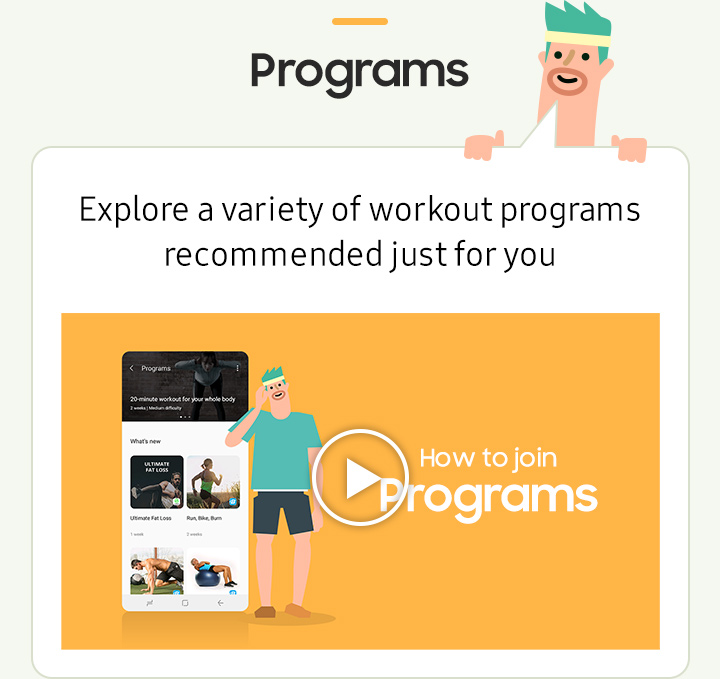 Programs
Explore a variety of workout programs
recommended just for you
Programs
20-minute workout for your whole body
2 weeks | Medium difficulty
What's new
ULTIMATE
FAT LOSS
Ultimate Fat Loss
Run, Bike, Burn
1 week
2 weeks
How to join
Programs